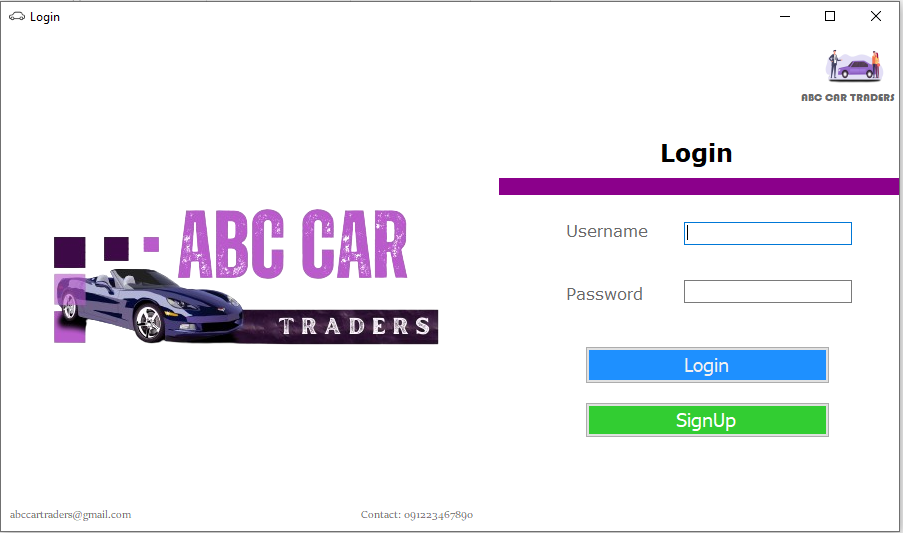 Login
ABC CAR TRADERS
Login
ABC CAR
TRADERS
Username
Password
Login
SignUp
abccartraders@gmail.com
Contact: 091223467890